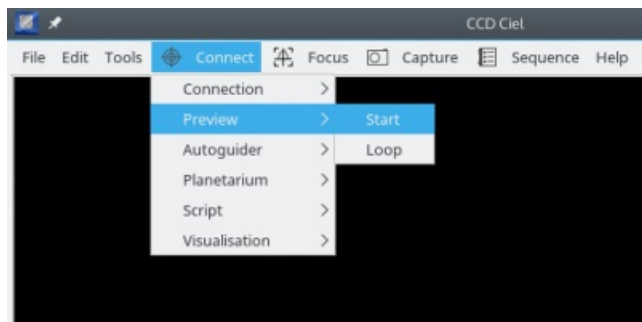 CCD Ciel
File Edit Tools Connect Focus Capture Sequence Help
Connection
Preview Start
Autoguider Loop
Planetarium
Script
Visualisation